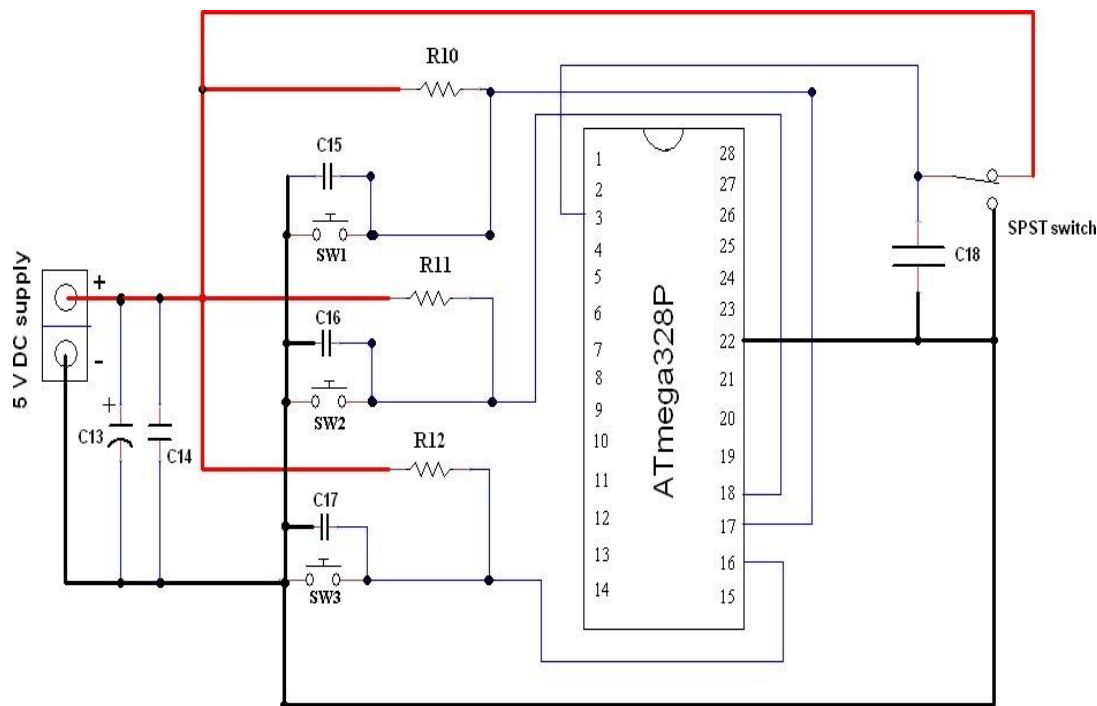 R10
C15
SW1
SPST switch
5 V DC supply
+
-
R11
C16
SW2
+
C13
C14
R12
C17
SW3
C18
ATmega328P
1
2
3
4
5
6
7
8
9
10
11
12
13
14
28
27
26
25
24
23
22
21
20
19
18
17
16
15